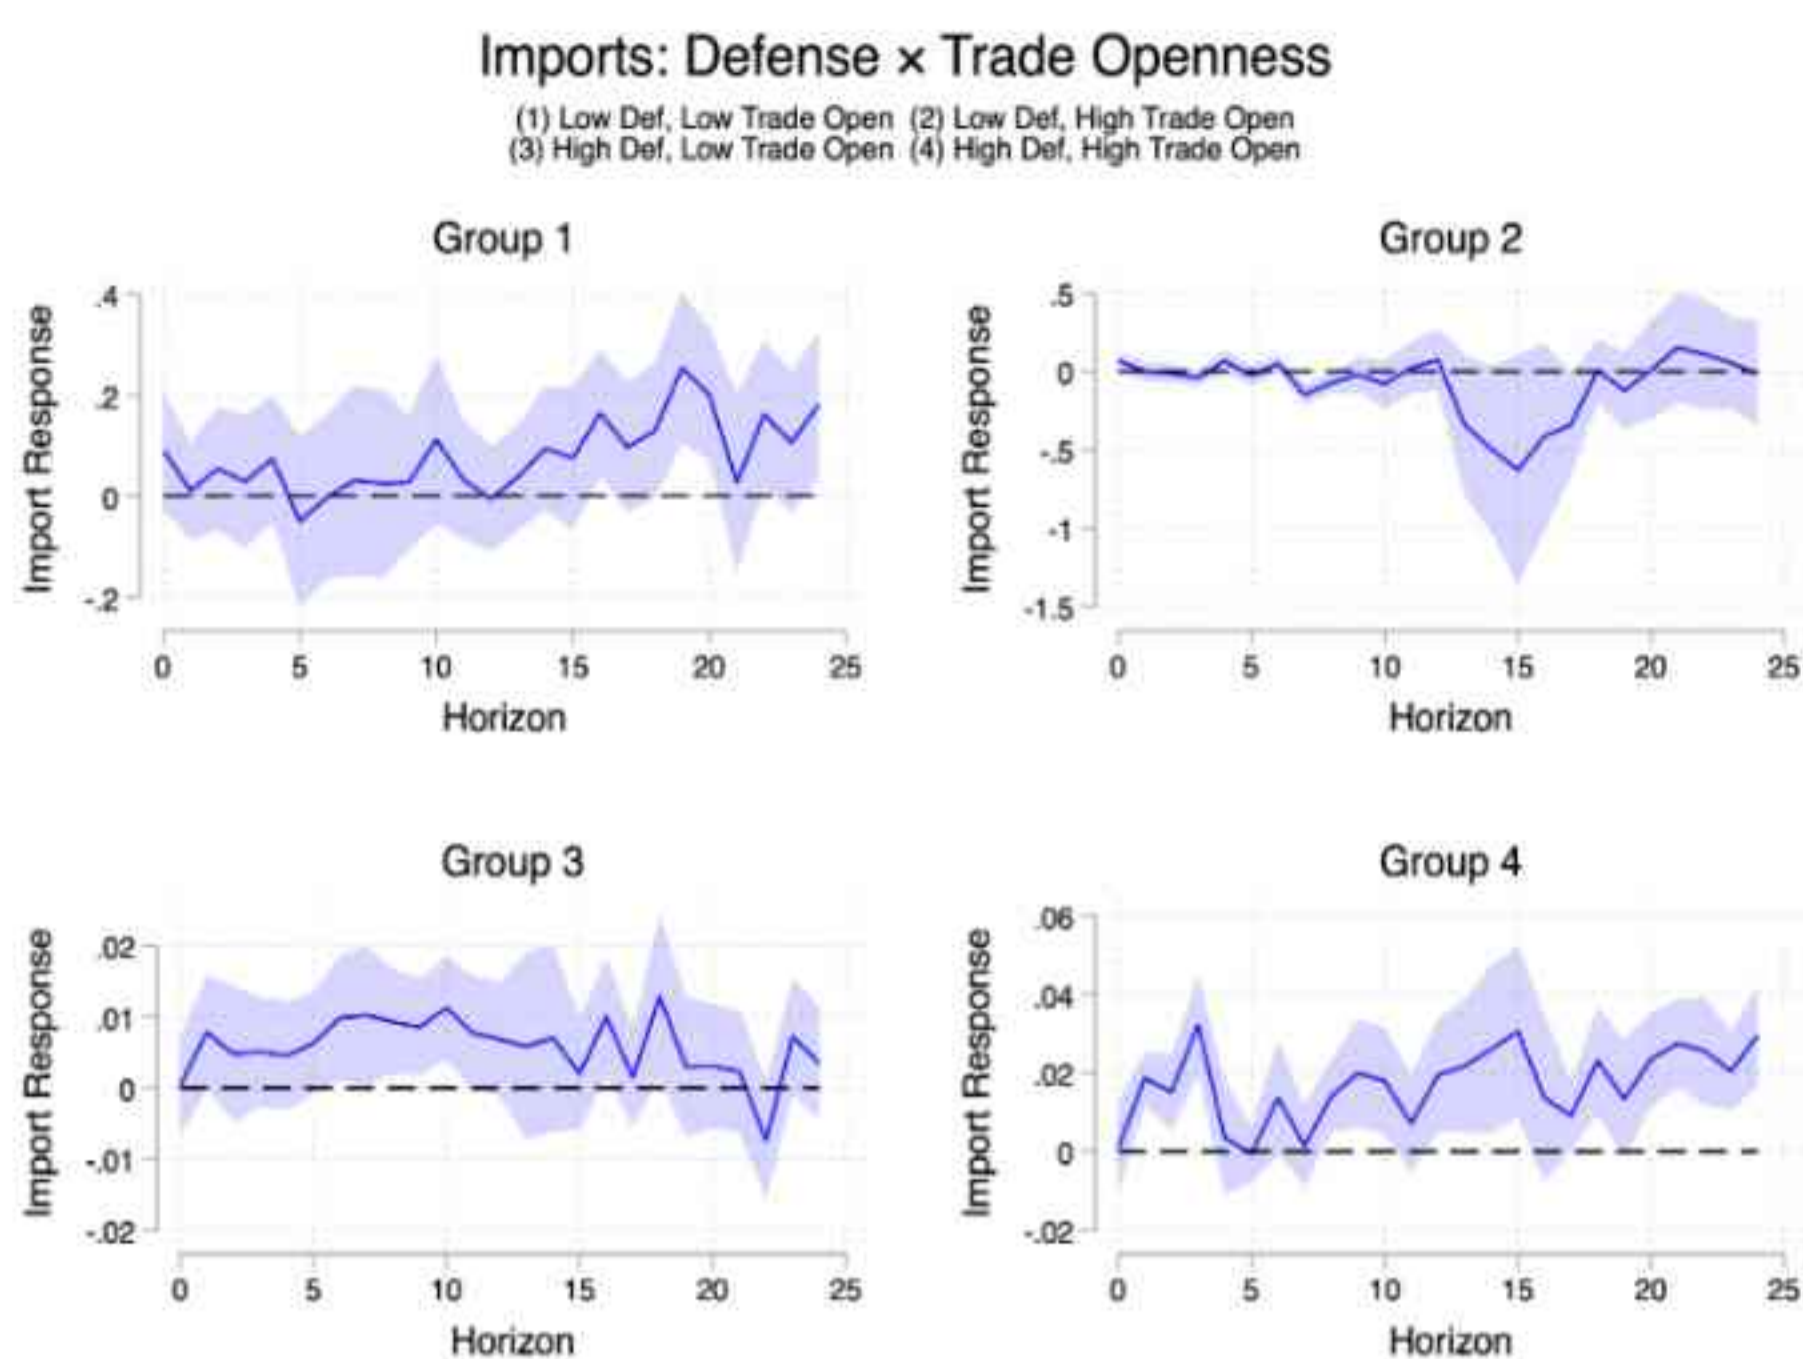 Imports: Defense × Trade Openness
(1) Low Def, Low Trade Open (2) Low Def, High Trade Open
(3) High Def, Low Trade Open (4) High Def, High Trade Open
Group 1
Import Response
.4
.2
0
-.2
0 5 10 15 20 25
Horizon
Group 2
Import Response
.5
0
-.5
-1
-1.5
0 5 10 15 20 25
Horizon
Group 3
Import Response
.02
.01
0
-.01
-.02
0 5 10 15 20 25
Horizon
Group 4
Import Response
.06
.04
.02
0
-.02
0 5 10 15 20 25
Horizon